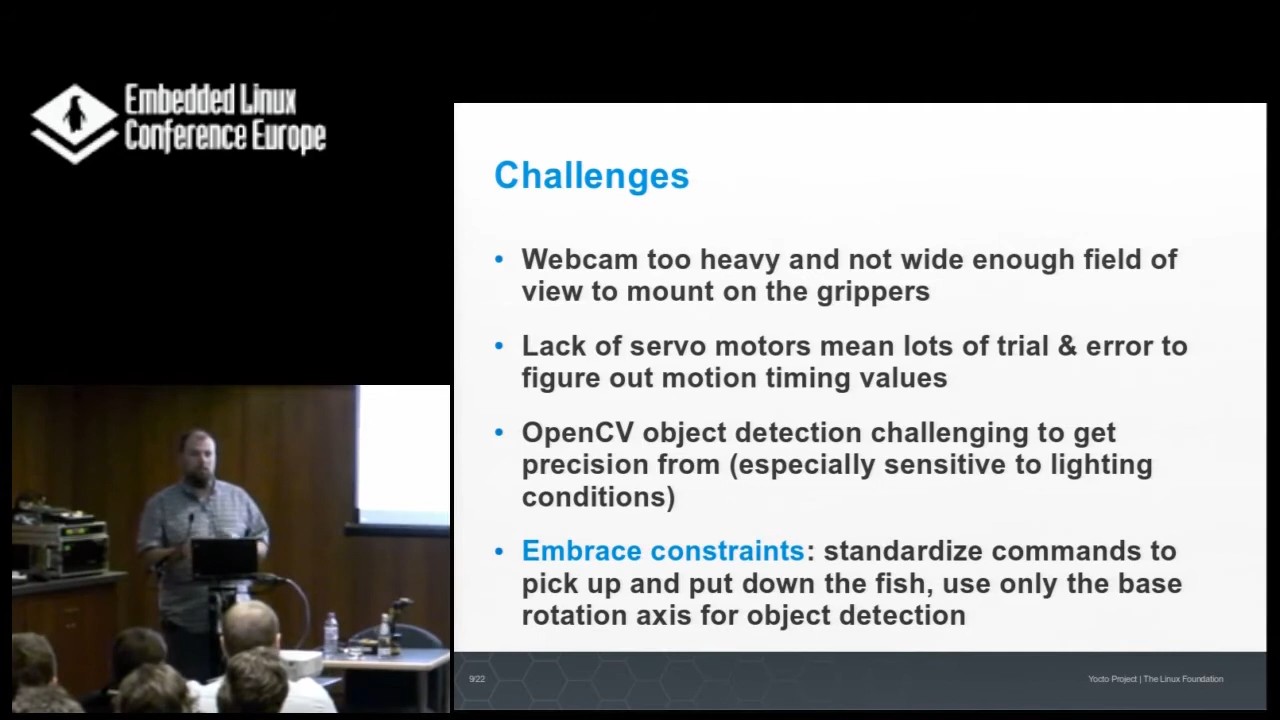 Embedded Linux
Conference Europe
Challenges
• Webcam too heavy and not wide enough field of
view to mount on the grippers
• Lack of servo motors mean lots of trial & error to
figure out motion timing values
• OpenCV object detection challenging to get
precision from (especially sensitive to lighting
conditions)
• Embrace constraints: standardize commands to
pick up and put down the fish, use only the base
rotation axis for object detection
9/22
Yocto Project | The Linux Foundation